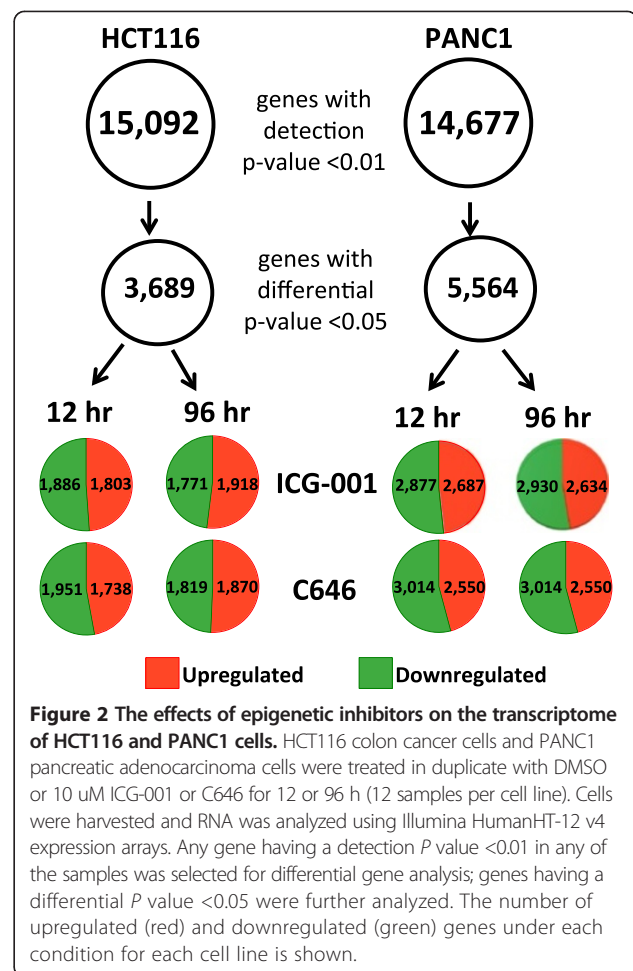 HCT116 PANC1
15,092 genes with detection p-value <0.01 14,677
3,689 genes with differential p-value <0.05 5,564
12 hr 96 hr 12 hr 96 hr
1,886 1,803 1,771 1,918 ICG-001 2,877 2,687 2,930 2,634
1,951 1,738 1,819 1,870 C646 3,014 2,550 3,014 2,550
Upregulated Downregulated
Figure 2 The effects of epigenetic inhibitors on the transcriptome
of HCT116 and PANC1 cells. HCT116 colon cancer cells and PANC1
pancreatic adenocarcinoma cells were treated in duplicate with DMSO
or 10 uM ICG-001 or C646 for 12 or 96 h (12 samples per cell line). Cells
were harvested and RNA was analyzed using Illumina HumanHT-12 v4
expression arrays. Any gene having a detection P value <0.01 in any of
the samples was selected for differential gene analysis; genes having a
differential P value <0.05 were further analyzed. The number of
upregulated (red) and downregulated (green) genes under each
condition for each cell line is shown.